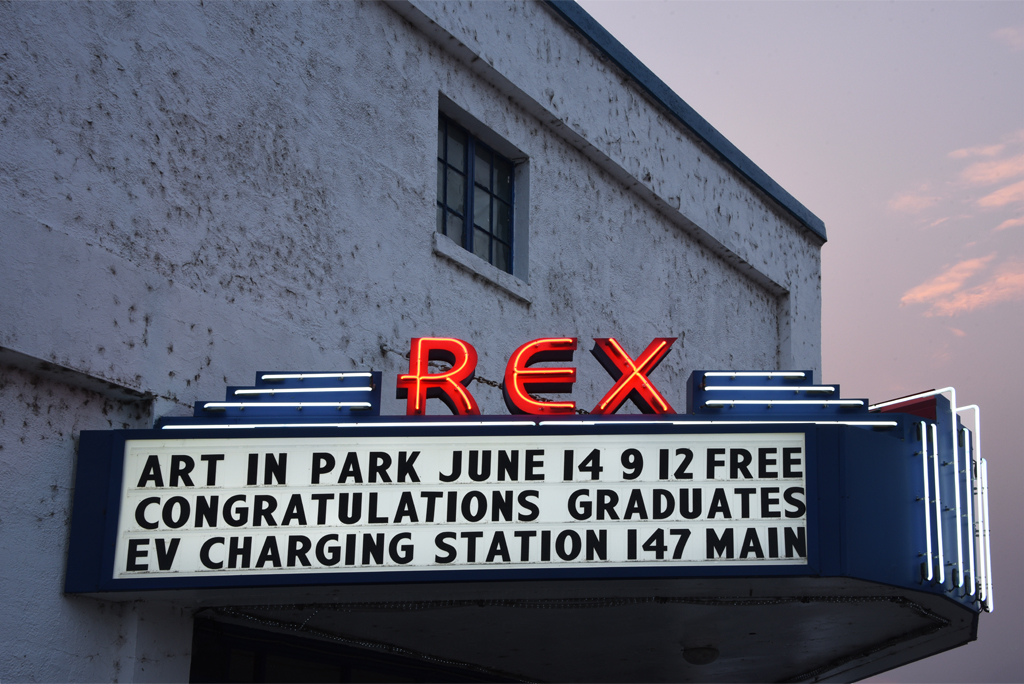 REX
ART IN PARK JUNE 14 9 12 FREE
CONGRATULATIONS GRADUATES
EV CHARGING STATION 147 MAIN